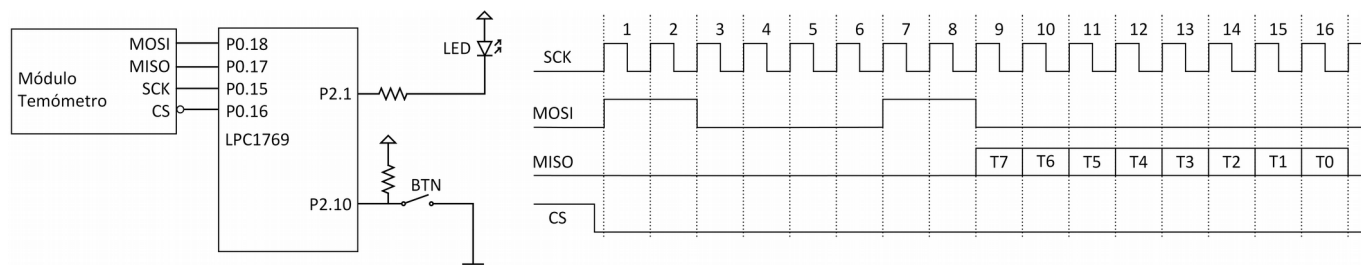 Módulo
Temómetro
MOSI
MISO
SCK
CS
P0.18
P0.17
P0.15
P0.16
LPC1769
P2.1
P2.10
LED
BTN
1 2 3 4 5 6 7 8 9 10 11 12 13 14 15 16
SCK
MOSI
MISO
T7 T6 T5 T4 T3 T2 T1 T0
CS